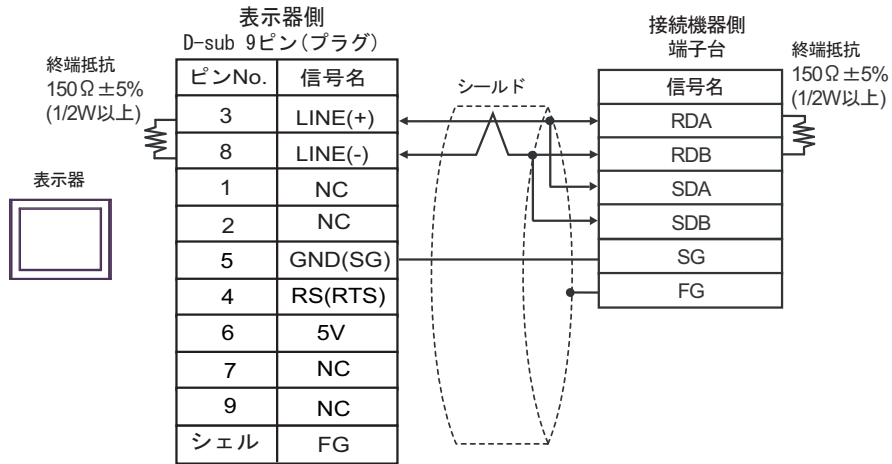 表示器側
D-sub 9ピン(プラグ)
終端抵抗
150Ω±5%
(1/2W以上)
表示器
ピンNo. 信号名
3 LINE(+)
8 LINE(-)
1 NC
2 NC
5 GND(SG)
4 RS(RTS)
6 5V
7 NC
9 NC
シェル FG
シールド
接続機器側
端子台
信号名
RDA
RDB
SDA
SDB
SG
FG
終端抵抗
150Ω±5%
(1/2W以上)